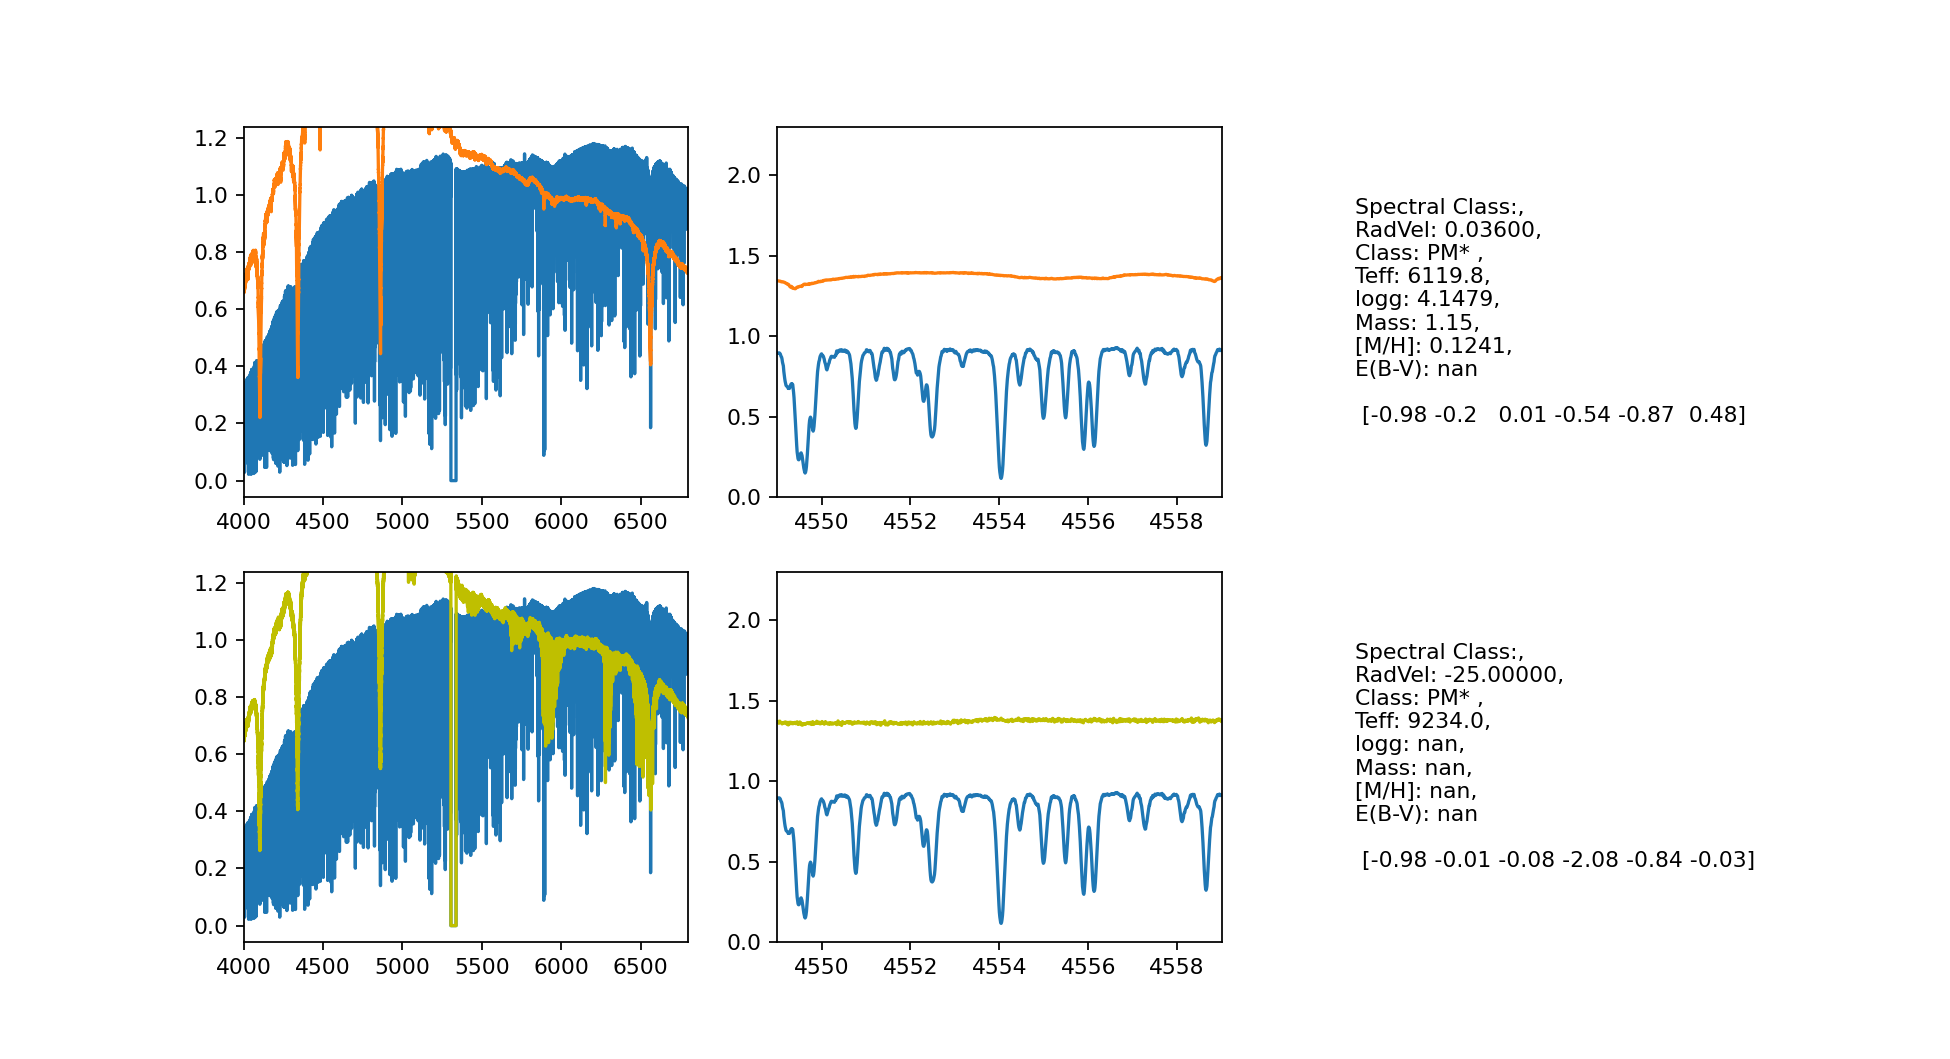 1.2
1.0
0.8
0.6
0.4
0.2
0.0
4000 4500 5000 5500 6000 6500
2.0
1.5
1.0
0.5
0.0
4550 4552 4554 4556 4558
Spectral Class:,
RadVel: 0.03600,
Class: PM* ,
Teff: 6119.8,
logg: 4.1479,
Mass: 1.15,
[M/H]: 0.1241,
E(B-V): nan
[-0.98 -0.2 0.01 -0.54 -0.87 0.48]
1.2
1.0
0.8
0.6
0.4
0.2
0.0
4000 4500 5000 5500 6000 6500
2.0
1.5
1.0
0.5
0.0
4550 4552 4554 4556 4558
Spectral Class:,
RadVel: -25.00000,
Class: PM* ,
Teff: 9234.0,
logg: nan,
Mass: nan,
[M/H]: nan,
E(B-V): nan
[-0.98 -0.01 -0.08 -2.08 -0.84 -0.03]